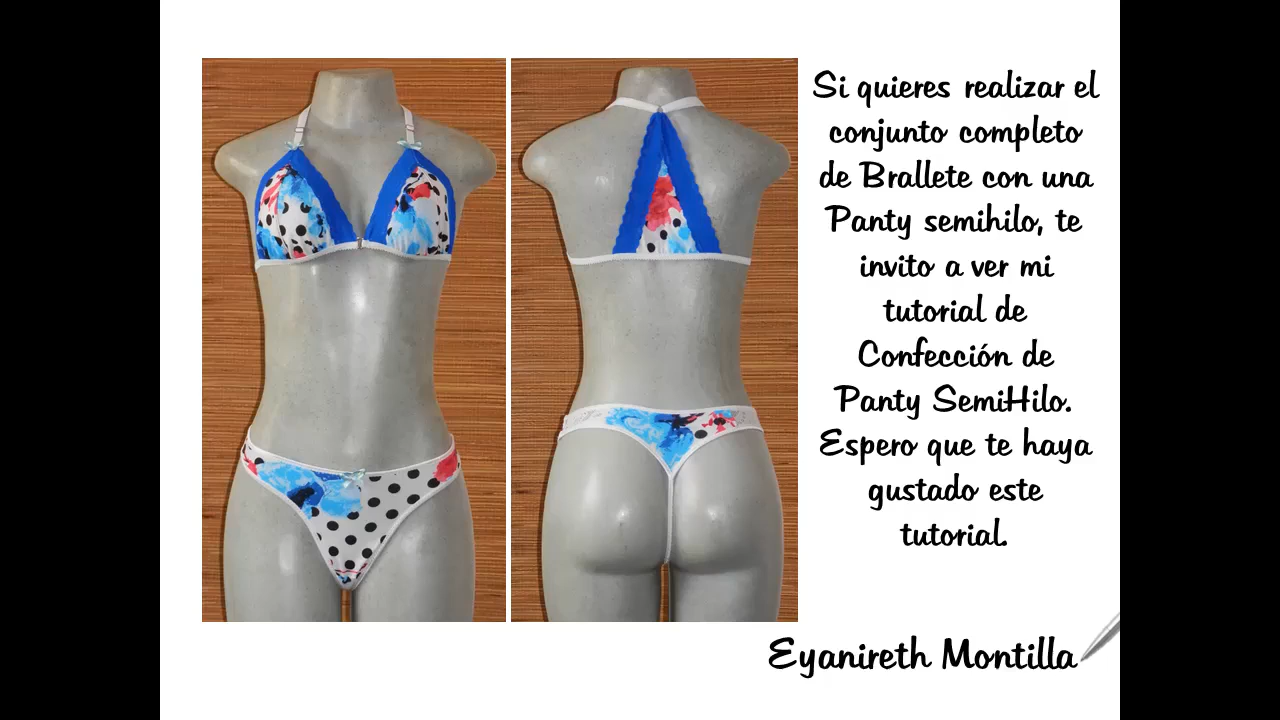 Si quieres realizar el
conjunto completo
de Brallete con una
Panty semihilo, te
invito a ver mi
tutorial de
Confección de
Panty SemiHilo.
Espero que te haya
gustado este
tutorial.
Eyanireth Montilla